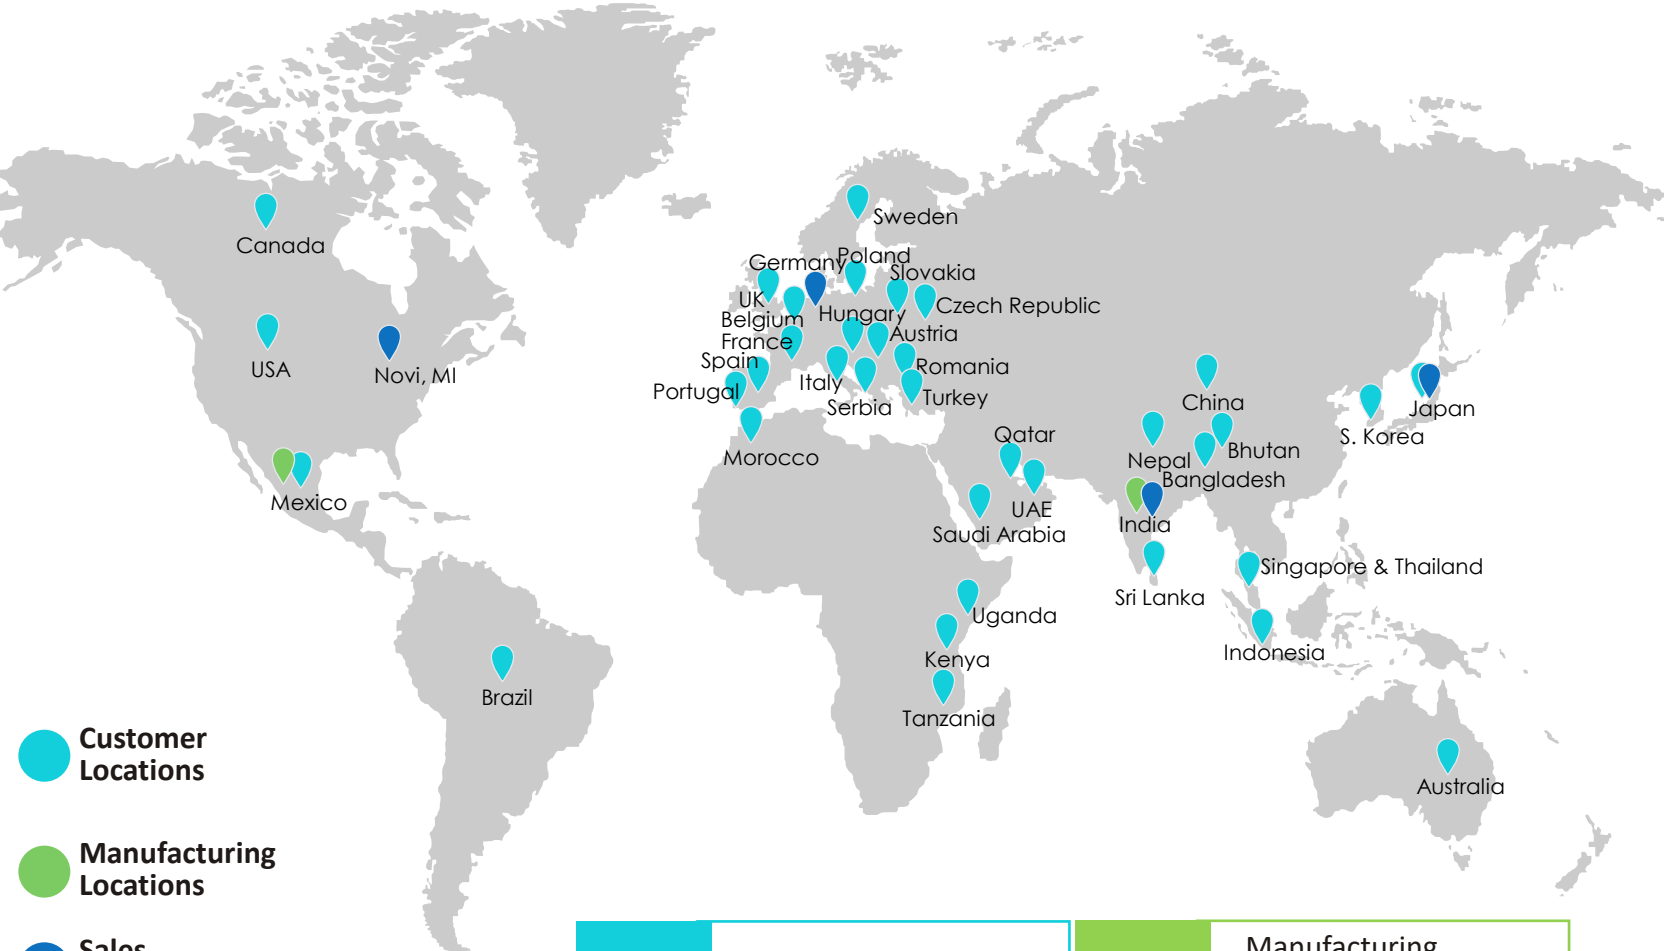 Canada
USA
Novi, MI
Mexico
Brazil
Sweden
Germany
Poland
Slovakia
UK
Czech Republic
Belgium
Hungary
France
Austria
Spain
Romania
Portugal
Italy
Turkey
Serbia
Morocco
Qatar
UAE
Saudi Arabia
Uganda
Kenya
Tanzania
China
Japan
S. Korea
Nepal
Bhutan
Bangladesh
India
Sri Lanka
Singapore & Thailand
Indonesia
Australia
Customer
Locations
Manufacturing
Locations
Sales
Manufacturing